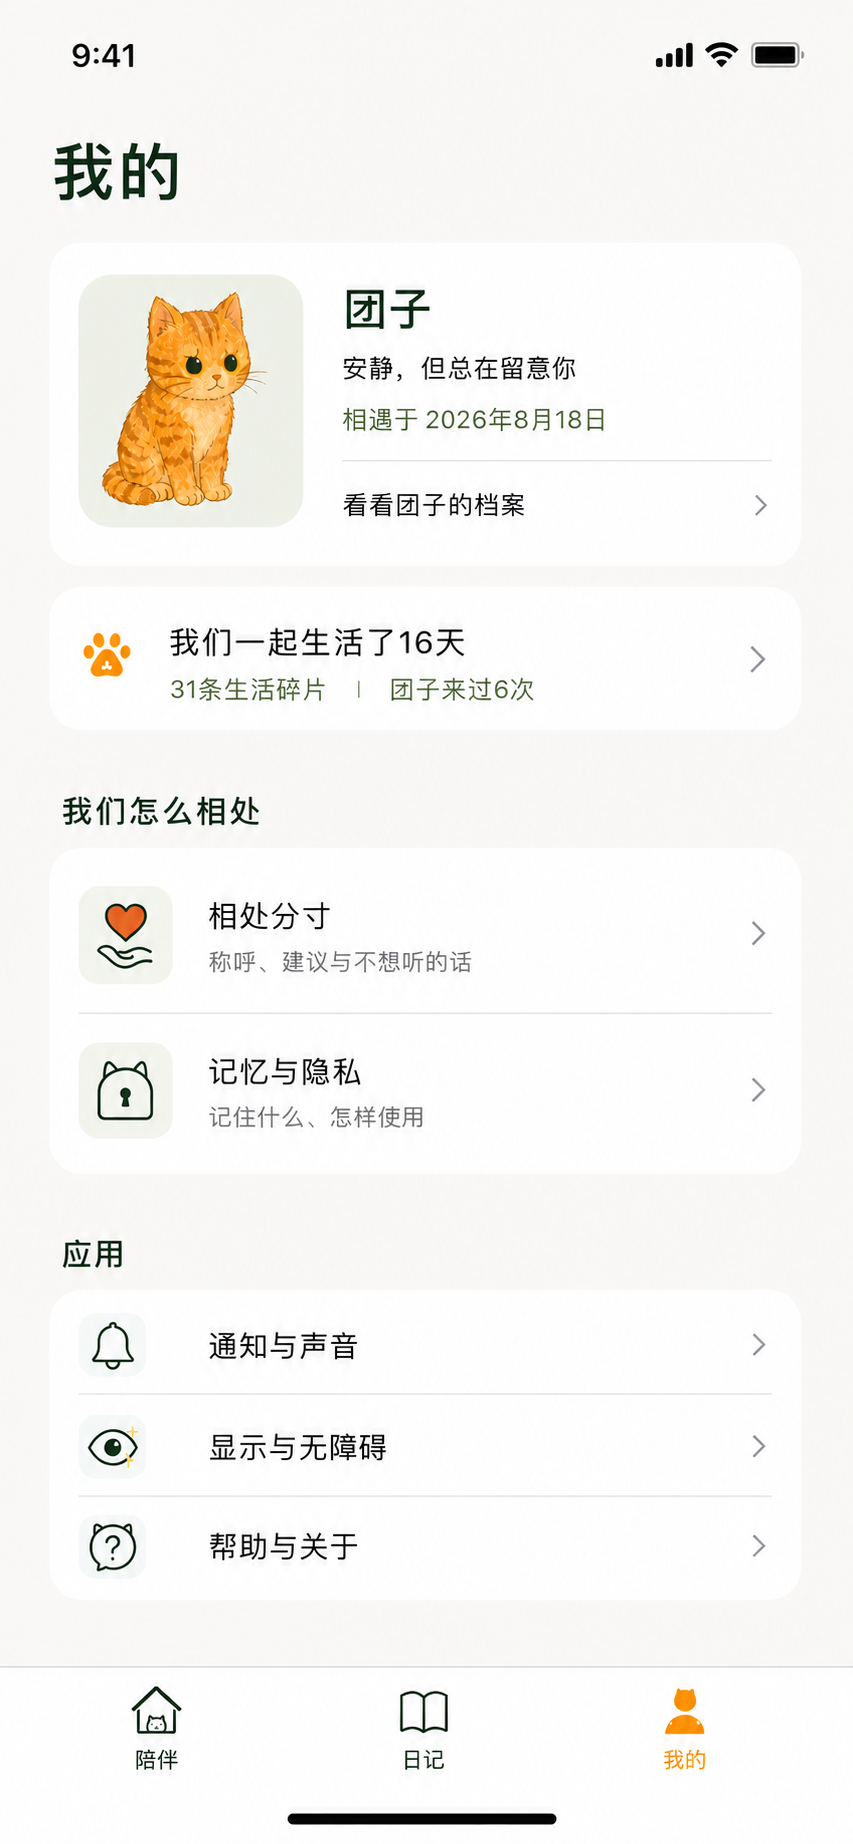 9:41
我的
团子
安静，但总在留意你
相遇于 2026年8月18日
看看团子的档案
我们一起生活了16天
31条生活碎片 | 团子来过6次
我们怎么相处
相处分寸
称呼、建议与不想听的话
记忆与隐私
记住什么、怎样使用
应用
通知与声音
显示与无障碍
帮助与关于
陪伴 日记 我的